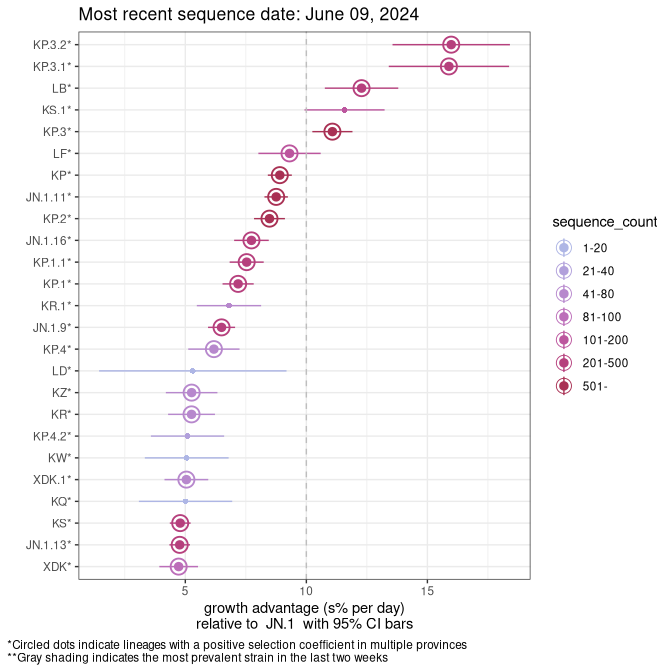 Most recent sequence date: June 09, 2024
KP.3.2*
KP.3.1*
LB*
KS.1*
KP.3*
LF*
KP*
JN.1.11*
KP.2*
JN.1.16*
KP.1.1*
KP.1*
KR.1*
JN.1.9*
KP.4*
LD*
KZ*
KR*
KP.4.2*
KW*
XDK.1*
KQ*
KS*
JN.1.13*
XDK*
5 10 15
growth advantage (s% per day)
relative to JN.1 with 95% CI bars
sequence_count
1-20
21-40
41-80
81-100
101-200
201-500
501-
*Circled dots indicate lineages with a positive selection coefficient in multiple provinces
**Gray shading indicates the most prevalent strain in the last two weeks